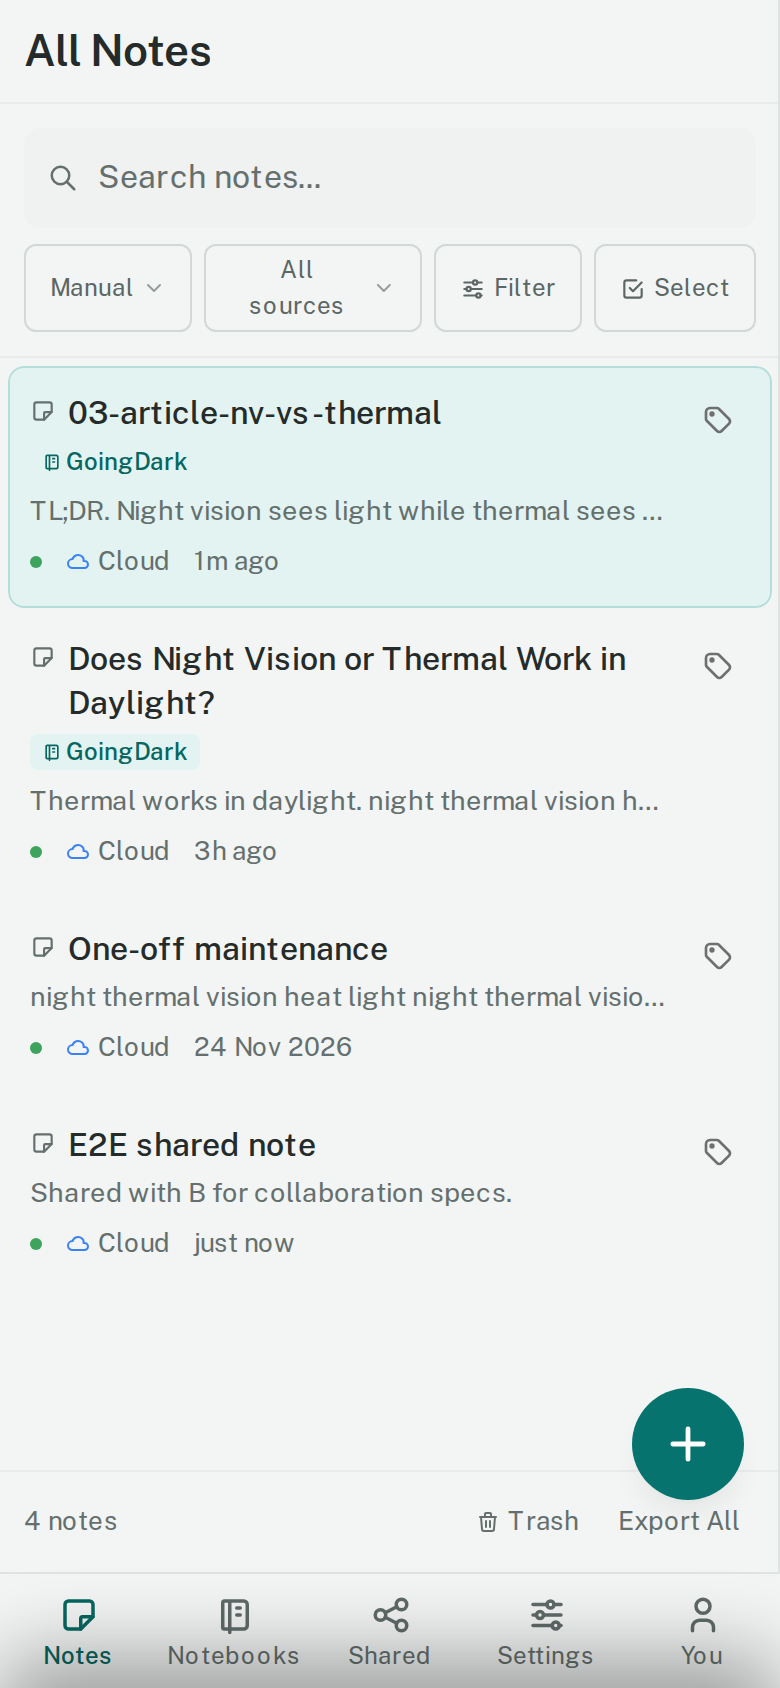 All Notes
Search notes...
Manual
All
sources
Filter
Select
03-article-nv-vs-thermal
GoingDark
TL;DR. Night vision sees light while thermal sees ...
Cloud 1m ago
Does Night Vision or Thermal Work in
Daylight?
GoingDark
Thermal works in daylight. night thermal vision h...
Cloud 3h ago
One-off maintenance
night thermal vision heat light night thermal visio...
Cloud 24 Nov 2026
E2E shared note
Shared with B for collaboration specs.
Cloud just now
4 notes
Trash
Export All
Notes
Notebooks
Shared
Settings
You